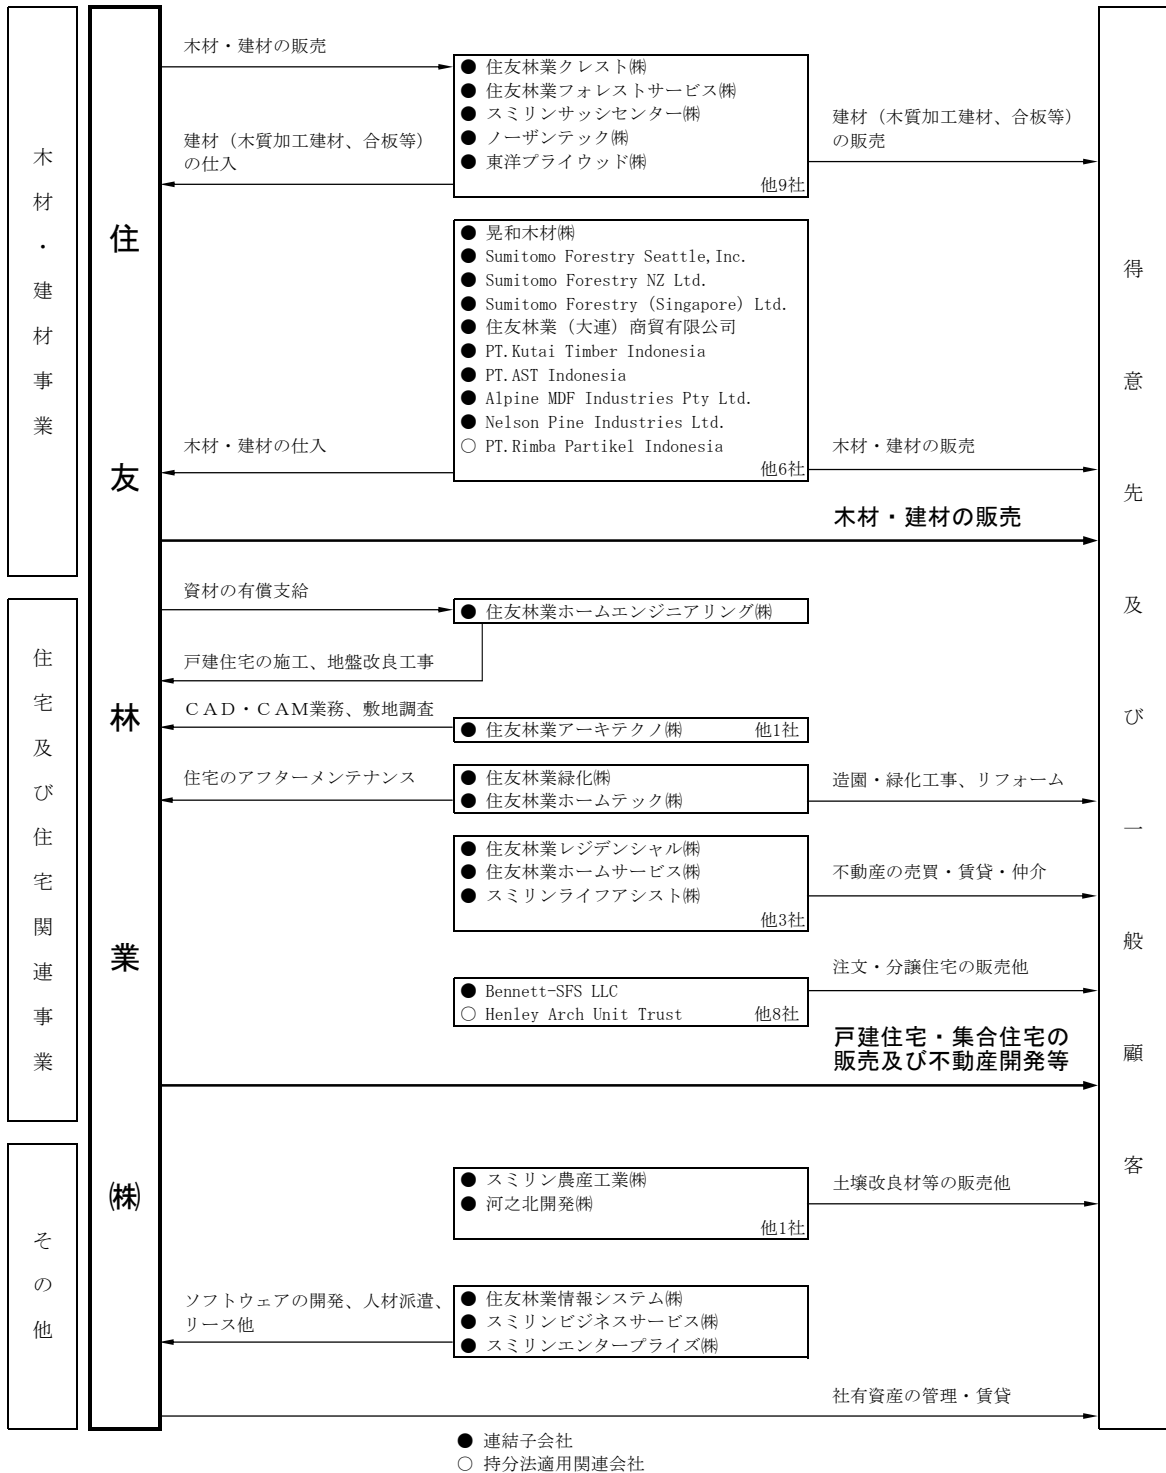 木材・建材事業
住宅及び住宅関連事業
その他
住友林業㈱
木材・建材の販売
● 住友林業クレスト㈱
● 住友林業フォレストサービス㈱
● スミリンサッシセンター㈱
● ノーザンテック㈱
● 東洋プライウッド㈱
他9社
建材（木質加工建材、合板等）
の仕入
建材（木質加工建材、合板等）
の販売
● 晃和木材㈱
● Sumitomo Forestry Seattle,Inc.
● Sumitomo Forestry NZ Ltd.
● Sumitomo Forestry (Singapore) Ltd.
● 住友林業（大連）商貿有限公司
● PT.Kutai Timber Indonesia
● PT.AST Indonesia
● Alpine MDF Industries Pty Ltd.
● Nelson Pine Industries Ltd.
○ PT.Rimba Partikel Indonesia
他6社
木材・建材の仕入
木材・建材の販売
木材・建材の販売
資材の有償支給
● 住友林業ホームエンジニアリング㈱
戸建住宅の施工、地盤改良工事
ＣＡＤ・ＣＡＭ業務、敷地調査
● 住友林業アーキテクノ㈱ 他1社
住宅のアフターメンテナンス
● 住友林業緑化㈱
● 住友林業ホームテック㈱
造園・緑化工事、リフォーム
● 住友林業レジデンシャル㈱
● 住友林業ホームサービス㈱
● スミリンライフアシスト㈱
他3社
不動産の売買・賃貸・仲介
● Bennett-SFS LLC
○ Henley Arch Unit Trust 他8社
注文・分譲住宅の販売他
戸建住宅・集合住宅の
販売及び不動産開発等
● スミリン農産工業㈱
● 河之北開発㈱
他1社
土壌改良材等の販売他
ソフトウェアの開発、人材派遣、
リース他
● 住友林業情報システム㈱
● スミリンビジネスサービス㈱
● スミリンエンタープライズ㈱
社有資産の管理・賃貸
得意先及び一般顧客
● 連結子会社
○ 持分法適用関連会社